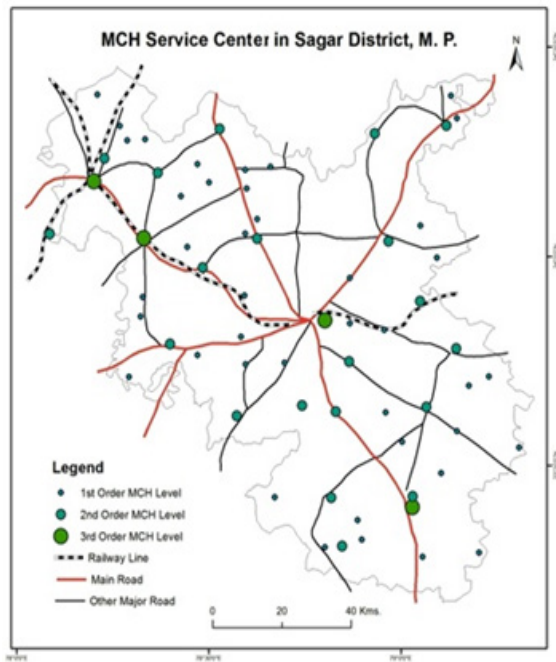 MCH Service Center in Sagar District, M. P.
N
Legend
1st Order MCH Level
2nd Order MCH Level
3rd Order MCH Level
Railway Line
Main Road
Other Major Road
0 20 40 Kms.